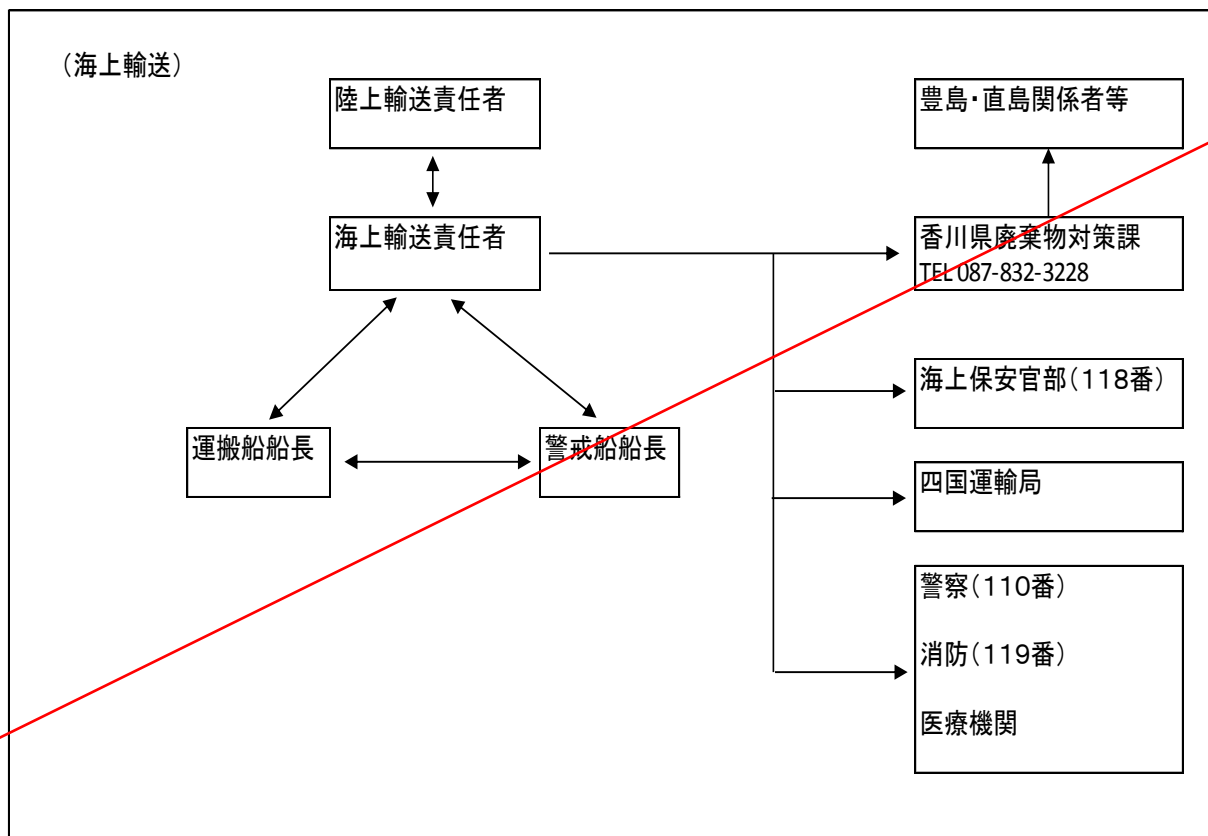 （海上輸送）
陸上輸送責任者
豊島・直島関係者等
海上輸送責任者
香川県廃棄物対策課
TEL 087-832-3228
海上保安官部（118番）
運搬船船長
警戒船船長
四国運輸局
警察（110番）
消防（119番）
医療機関